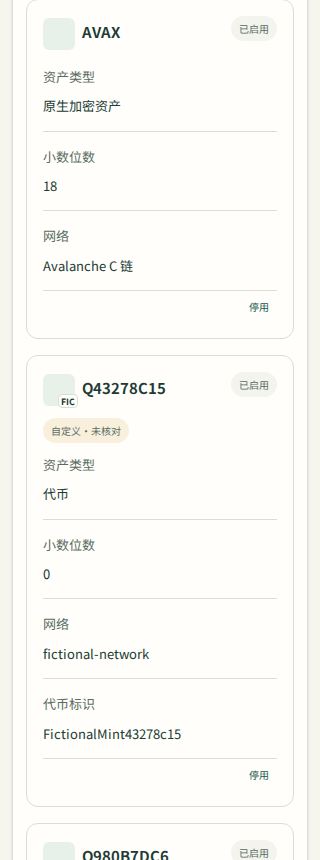 AVAX
已启用
资产类型
原生加密资产
小数位数
18
网络
Avalanche C 链
停用
FIC
Q43278C15
已启用
自定义・未核对
资产类型
代币
小数位数
0
网络
fictional-network
代币标识
FictionalMint43278c15
停用
Q980B7DC6
已启用